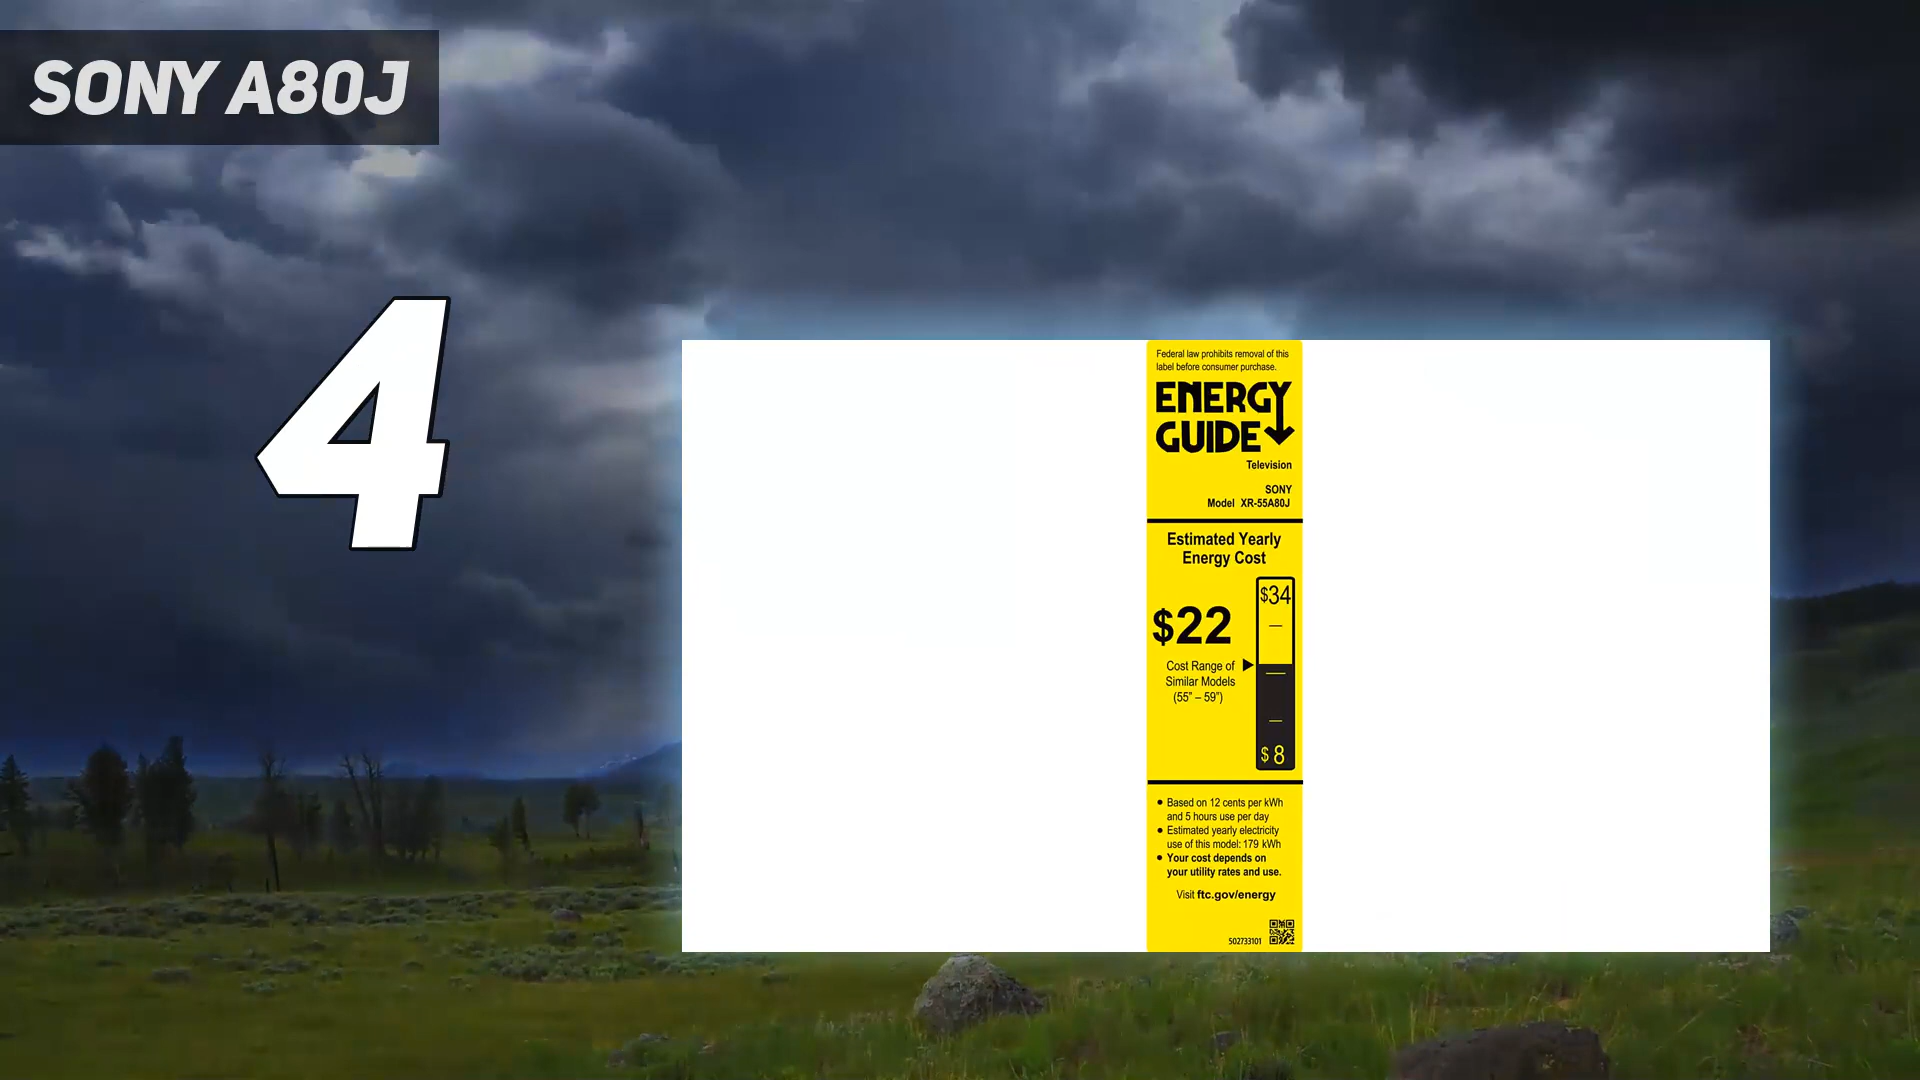 SONY A80J
4
Federal law prohibits removal of this
label before consumer purchase.
ENERGY
GUIDE
Television
SONY
Model XR-55A80J
Estimated Yearly
Energy Cost
$34
$22
Cost Range of
Similar Models
(55” – 59”)
$ 8
• Based on 12 cents per kWh
and 5 hours use per day
• Estimated yearly electricity
use of this model: 179 kWh
• Your cost depends on
your utility rates and use.
Visit ftc.gov/energy
502733101